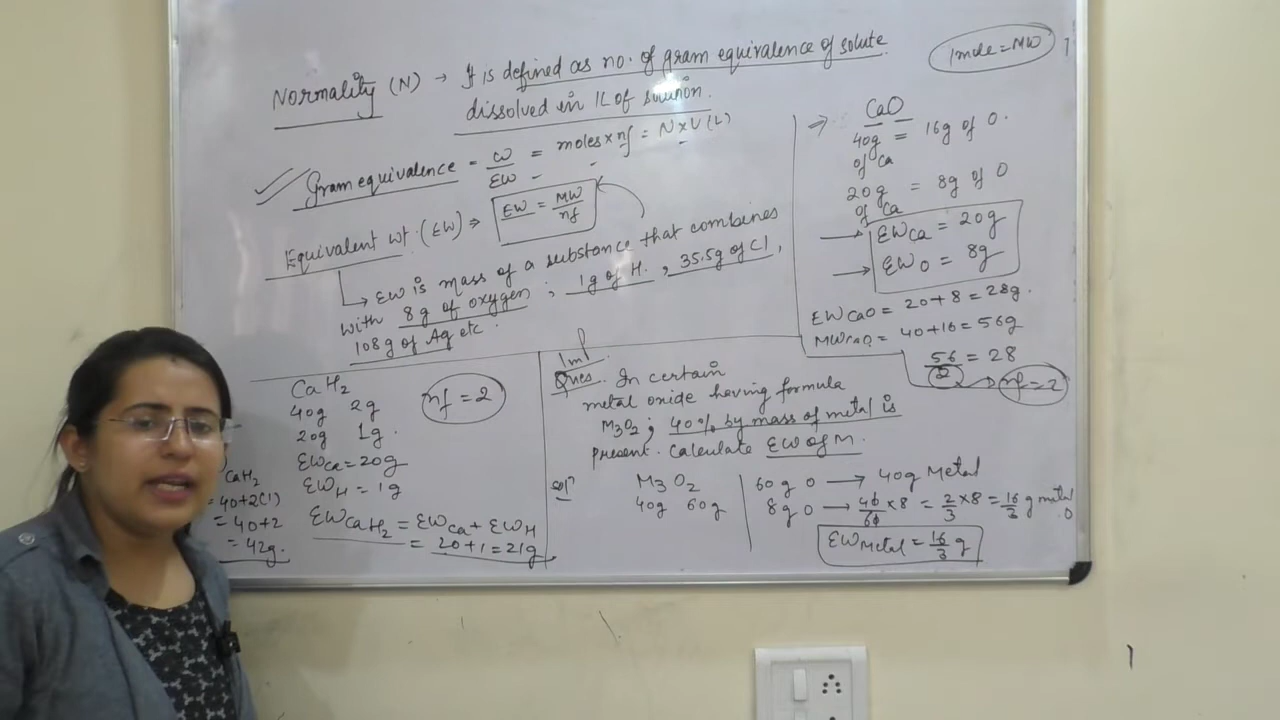 Normality (N) → It is defined as no. of gram equivalence of solute
dissolved in 1L of solution.
1 mole = MW
Gram equivalence = W/EW = moles × nf = N × V(L)
Equivalent wt. (EW) ⇒ EW = MW/nf
→ EW is mass of a substance that combines
with 8g of oxygen, 1g of H, 35.5g of Cl,
108g of Ag etc.
⇒ CaO
40g = 16g of O.
of Ca
20g = 8g of O
of Ca
EW Ca = 20g
EW O = 8g
EW CaO = 20+8 = 28g.
MW CaO = 40+16 = 56g
56/2 = 28
nf = 2
CaH2
40g 2g
20g 1g.
EW Ca = 20g
EW H = 1g
nf = 2
EW CaH2 = EW Ca + EW H
= 20+1 = 21g
CaH2
= 40+2(1)
= 40+2
= 42g.
Imp
Ques. In certain
metal oxide having formula
M3O2, 40% by mass of metal is
present. Calculate EW of M.
Solⁿ
M3 O2
40g 60g
60g O → 40g Metal
8g O → 40/60 ×8 = 2/3 ×8 = 16/3 g metal
EW Metal = 16/3 g